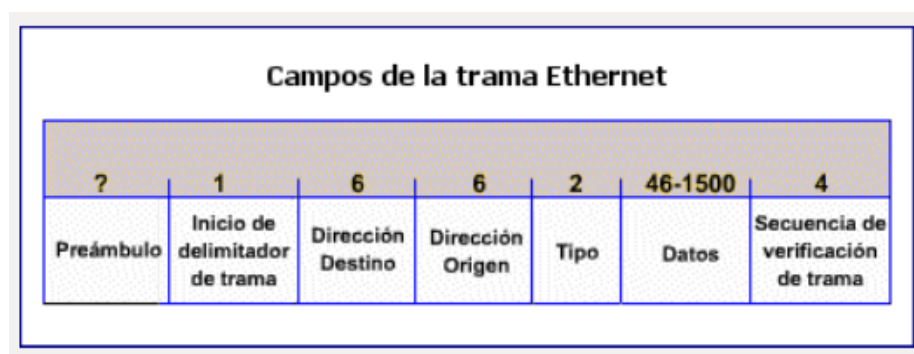 Campos de la trama Ethernet
? 1 6 6 2 46-1500 4
Preámbulo
Inicio de
delimitador
de trama
Dirección
Destino
Dirección
Origen
Tipo
Datos
Secuencia de
verificación
de trama